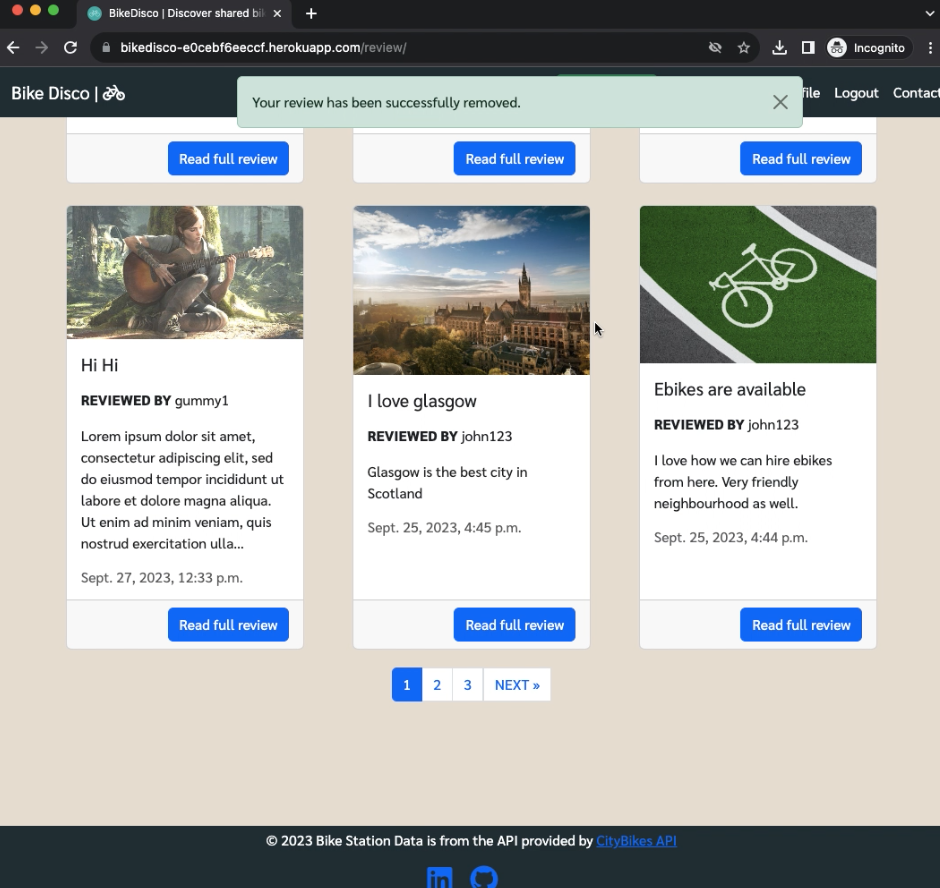 BikeDisco | Discover shared bi
bikedisco-e0cebf6eeccf.herokuapp.com/review/
Incognito
Bike Disco |
Your review has been successfully removed.
file
Logout
Contact
Read full review
Read full review
Read full review
Hi Hi
REVIEWED BY gummy1
Lorem ipsum dolor sit amet,
consectetur adipiscing elit, sed
do eiusmod tempor incididunt ut
labore et dolore magna aliqua.
Ut enim ad minim veniam, quis
nostrud exercitation ulla...
Sept. 27, 2023, 12:33 p.m.
Read full review
I love glasgow
REVIEWED BY john123
Glasgow is the best city in
Scotland
Sept. 25, 2023, 4:45 p.m.
Read full review
Ebikes are available
REVIEWED BY john123
I love how we can hire ebikes
from here. Very friendly
neighbourhood as well.
Sept. 25, 2023, 4:44 p.m.
Read full review
1 2 3 NEXT »
© 2023 Bike Station Data is from the API provided by CityBikes API
in